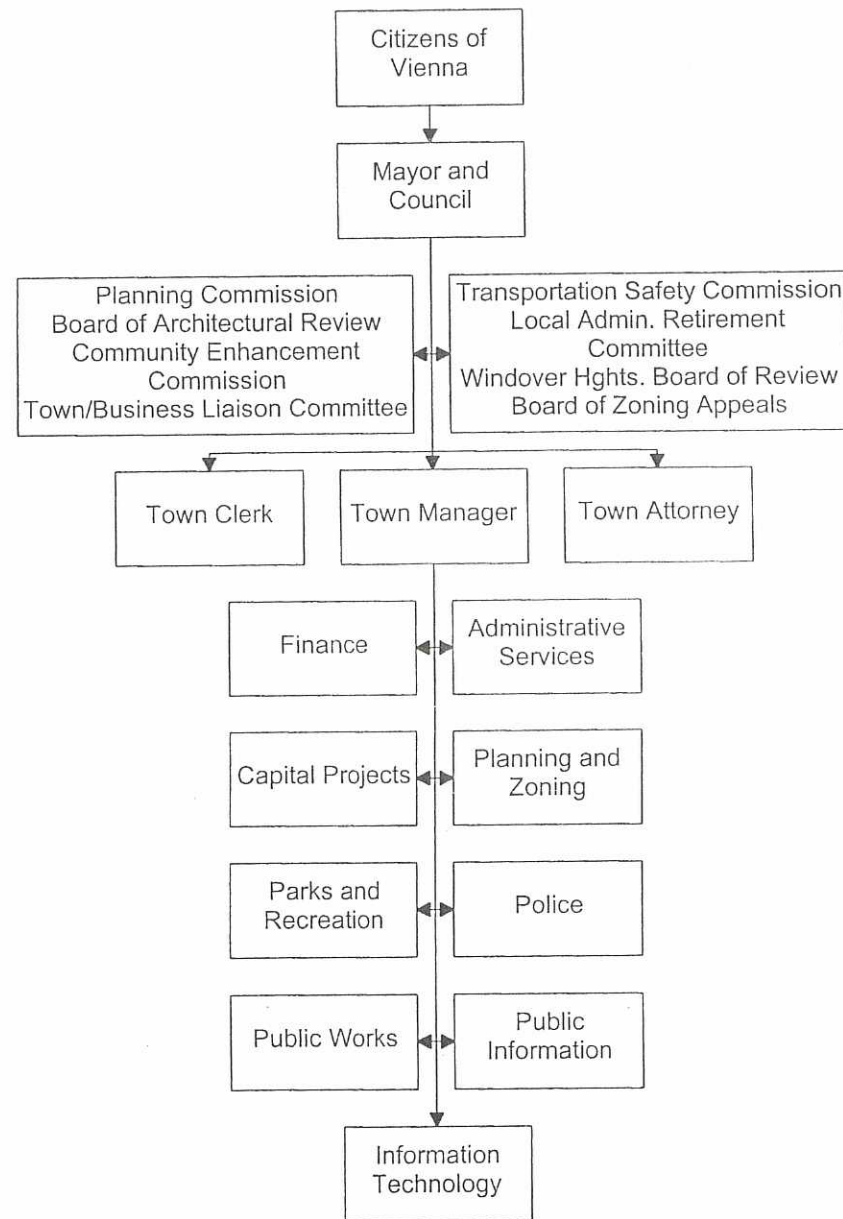 Citizens of
Vienna
Mayor and
Council
Planning Commission
Board of Architectural Review
Community Enhancement
Commission
Town/Business Liaison Committee
Transportation Safety Commission
Local Admin. Retirement
Committee
Windover Hghts. Board of Review
Board of Zoning Appeals
Town Clerk
Town Manager
Town Attorney
Finance
Administrative
Services
Capital Projects
Planning and
Zoning
Parks and
Recreation
Police
Public Works
Public
Information
Information
Technology